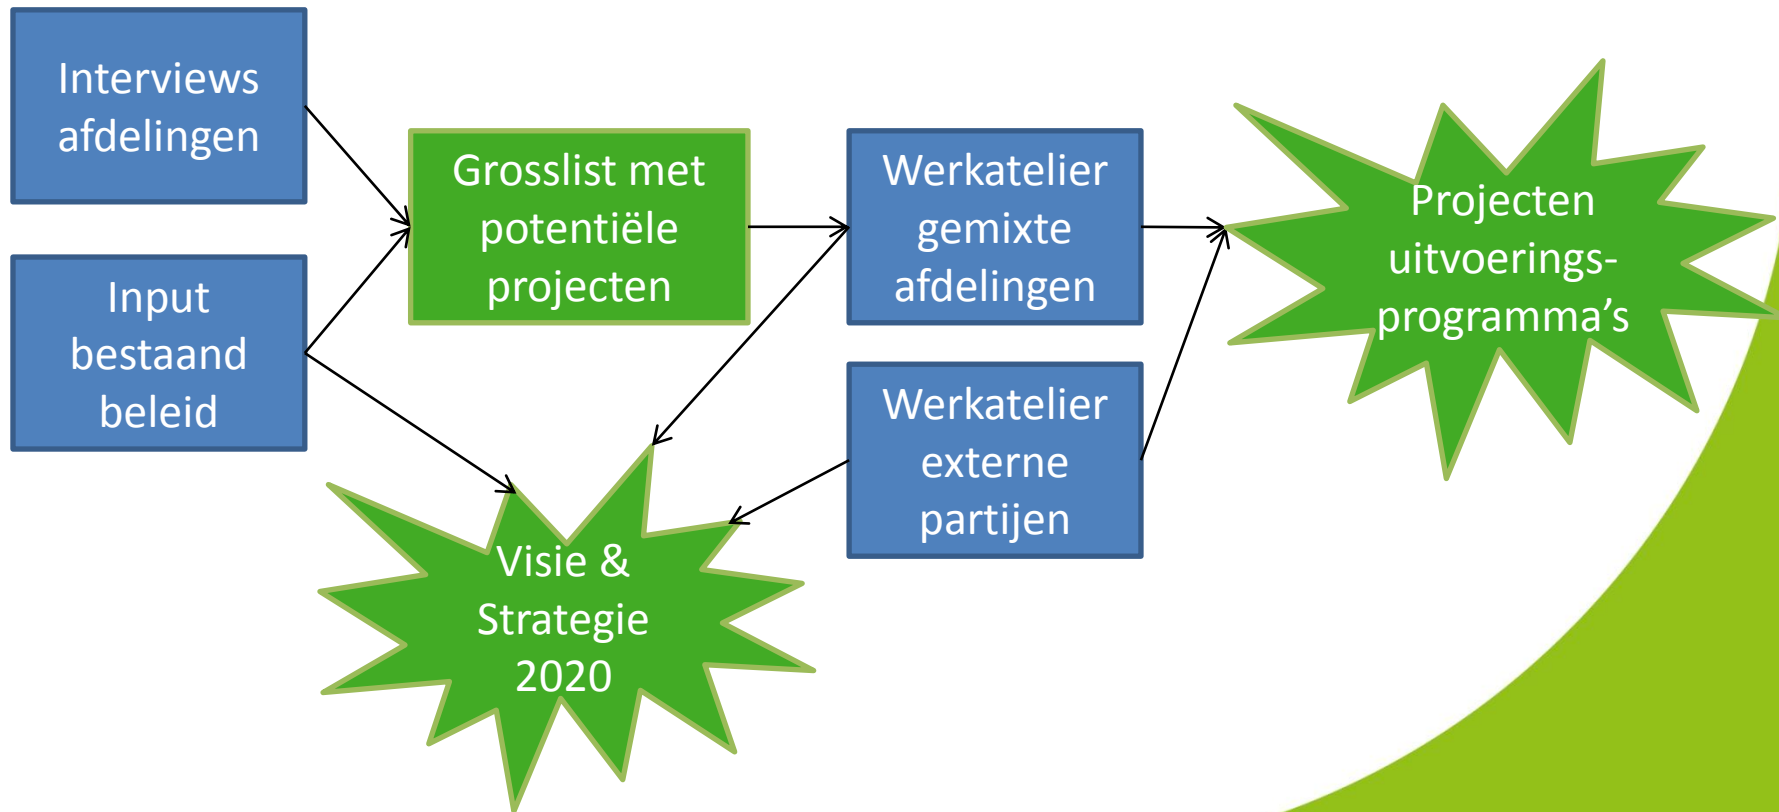 Interviews
afdelingen
Input
bestaand
beleid
Grosslist met
potentiële
projecten
Werkatelier
gemixte
afdelingen
Werkatelier
externe
partijen
Projecten
uitvoerings-
programma’s
Visie &
Strategie
2020